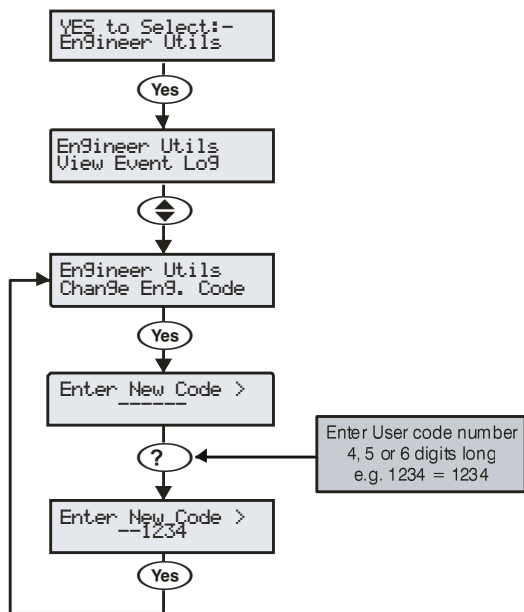 YES to Select:-
Engineer Utils
Yes
Engineer Utils
View Event Log
Engineer Utils
Change Eng. Code
Yes
Enter New Code >
------
?
Enter User code number
4, 5 or 6 digits long
e.g. 1234 = 1234
Enter New Code >
--1234
Yes